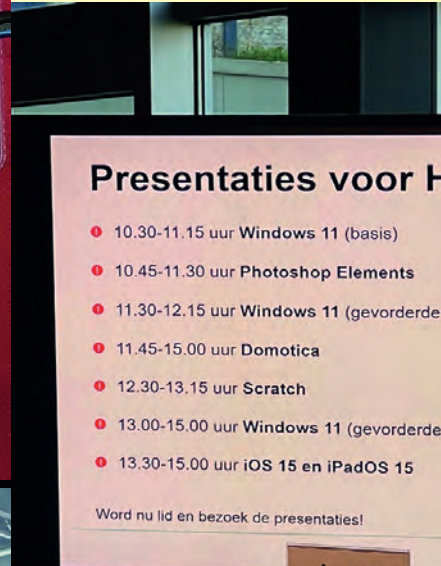 Presentaties voor
10.30-11.15 uur Windows 11 (basis)
10.45-11.30 uur Photoshop Elements
11.30-12.15 uur Windows 11 (gevorderde
11.45-15.00 uur Domotica
12.30-13.15 uur Scratch
13.00-15.00 uur Windows 11 (gevorderde
13.30-15.00 uur iOS 15 en iPadOS 15
Word nu lid en bezoek de presentaties!